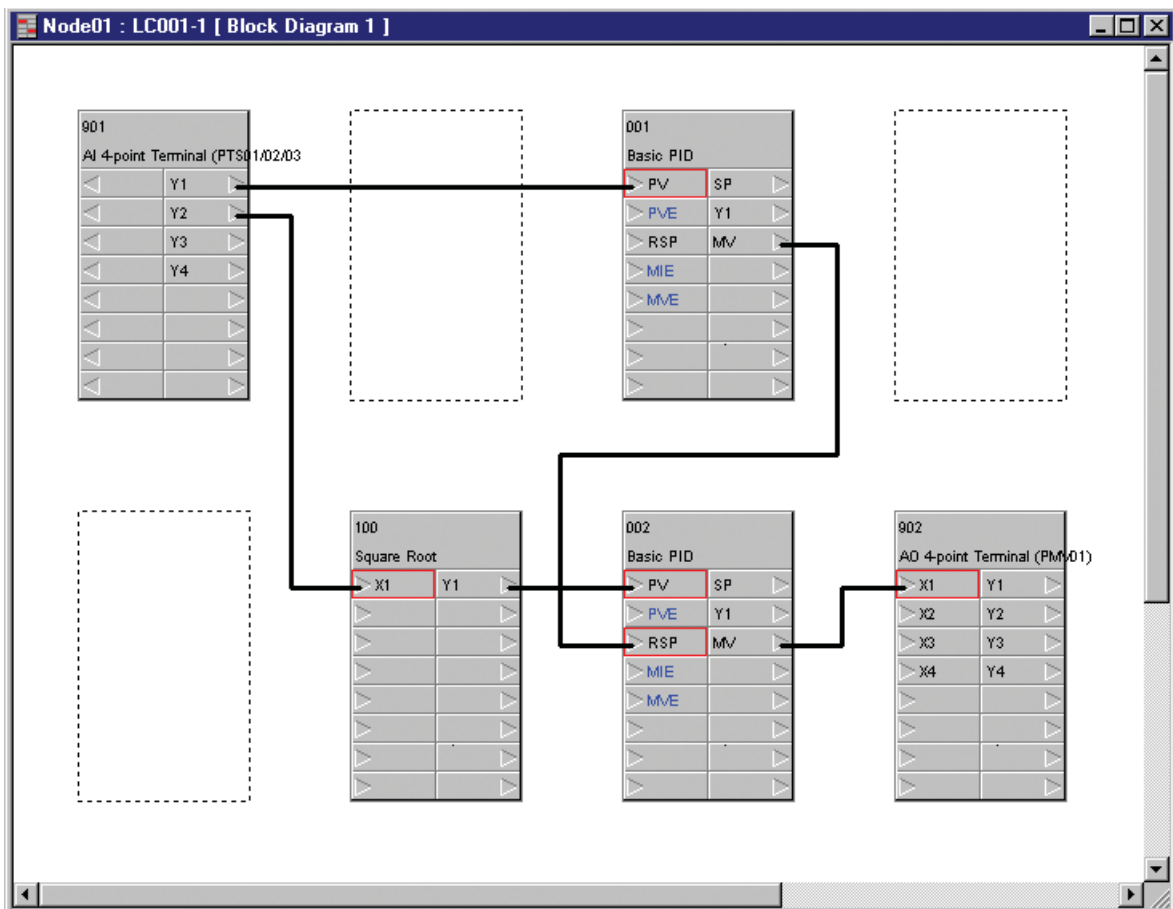 Node01 : LC001-1 [ Block Diagram 1 ]
901
AI 4-point Terminal (PTS01/02/03
Y1
Y2
Y3
Y4
001
Basic PID
PV SP
PVE Y1
RSP MV
MIE
MVE
100
Square Root
X1 Y1
002
Basic PID
PV SP
PVE Y1
RSP MV
MIE
MVE
902
AO 4-point Terminal (PMV01)
X1 Y1
X2 Y2
X3 Y3
X4 Y4